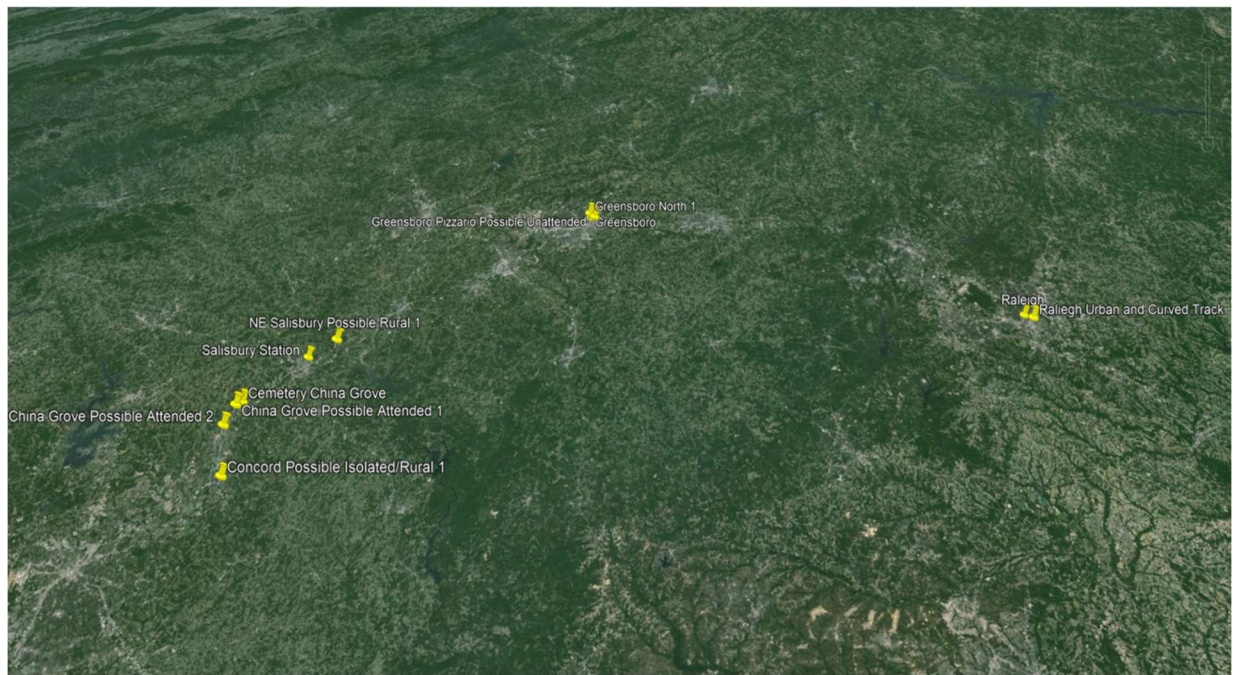 Greensboro North 1
Greensboro Pizzario Possible Unattended
Greensboro
Raleigh
Raliegh Urban and Curved Track
NE Salisbury Possible Rural 1
Salisbury Station
Cemetery China Grove
China Grove Possible Attended 1
China Grove Possible Attended 2
Concord Possible Isolated/Rural 1